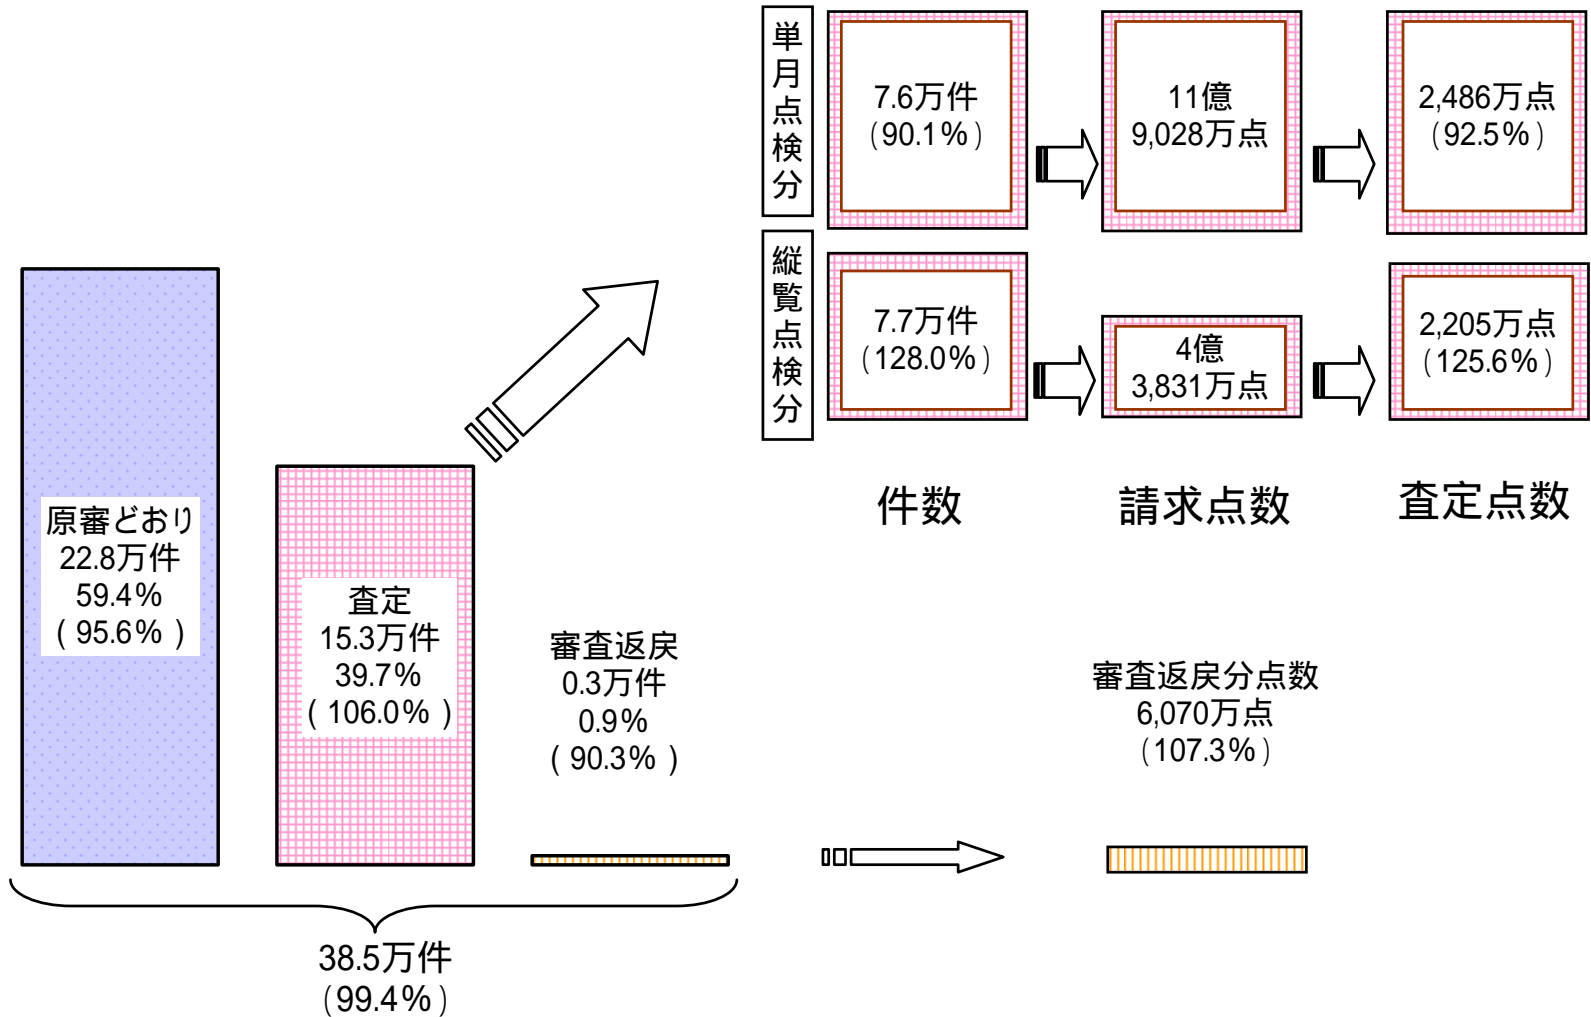 単月点検分
7.6万件
(90.1%)
11億
9,028万点
2,486万点
(92.5%)
縦覧点検分
7.7万件
(128.0%)
4億
3,831万点
2,205万点
(125.6%)
件数
請求点数
査定点数
原審どおり
22.8万件
59.4%
(95.6%)
査定
15.3万件
39.7%
(106.0%)
審査返戻
0.3万件
0.9%
(90.3%)
審査返戻分点数
6,070万点
(107.3%)
38.5万件
(99.4%)